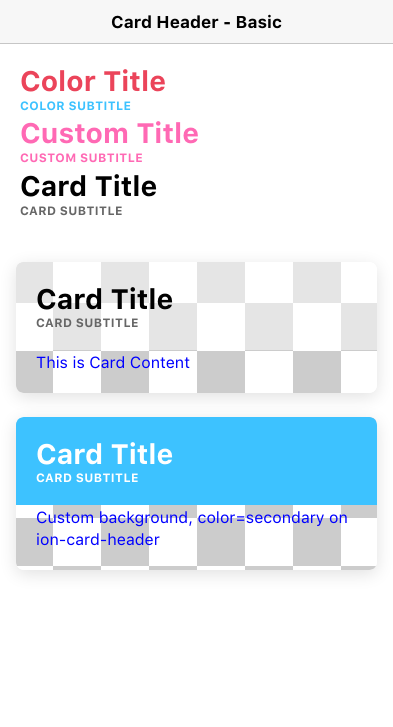 Card Header - Basic
Color Title
COLOR SUBTITLE
Custom Title
CUSTOM SUBTITLE
Card Title
CARD SUBTITLE
Card Title
CARD SUBTITLE
This is Card Content
Card Title
CARD SUBTITLE
Custom background, color=secondary on
ion-card-header